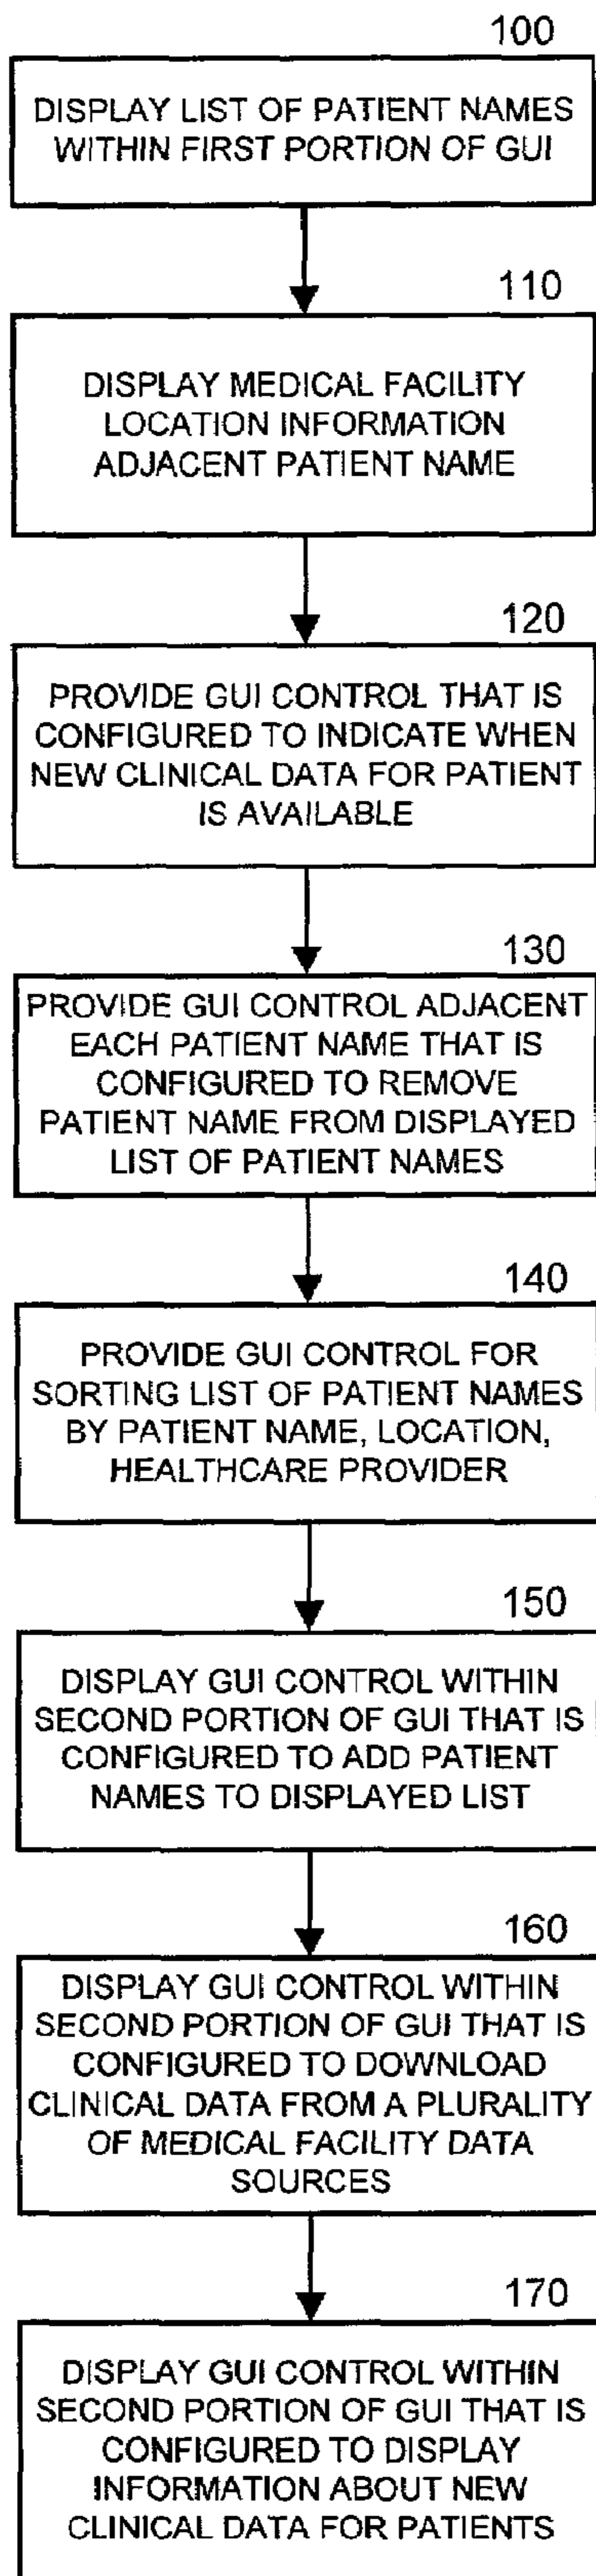 100
DISPLAY LIST OF PATIENT NAMES
WITHIN FIRST PORTION OF GUI
110
DISPLAY MEDICAL FACILITY
LOCATION INFORMATION
ADJACENT PATIENT NAME
120
PROVIDE GUI CONTROL THAT IS
CONFIGURED TO INDICATE WHEN
NEW CLINICAL DATA FOR PATIENT
IS AVAILABLE
130
PROVIDE GUI CONTROL ADJACENT
EACH PATIENT NAME THAT IS
CONFIGURED TO REMOVE
PATIENT NAME FROM DISPLAYED
LIST OF PATIENT NAMES
140
PROVIDE GUI CONTROL FOR
SORTING LIST OF PATIENT NAMES
BY PATIENT NAME, LOCATION,
HEALTHCARE PROVIDER
150
DISPLAY GUI CONTROL WITHIN
SECOND PORTION OF GUI THAT IS
CONFIGURED TO ADD PATIENT
NAMES TO DISPLAYED LIST
160
DISPLAY GUI CONTROL WITHIN
SECOND PORTION OF GUI THAT IS
CONFIGURED TO DOWNLOAD
CLINICAL DATA FROM A PLURALITY
OF MEDICAL FACILITY DATA
SOURCES
170
DISPLAY GUI CONTROL WITHIN
SECOND PORTION OF GUI THAT IS
CONFIGURED TO DISPLAY
INFORMATION ABOUT NEW
CLINICAL DATA FOR PATIENTS